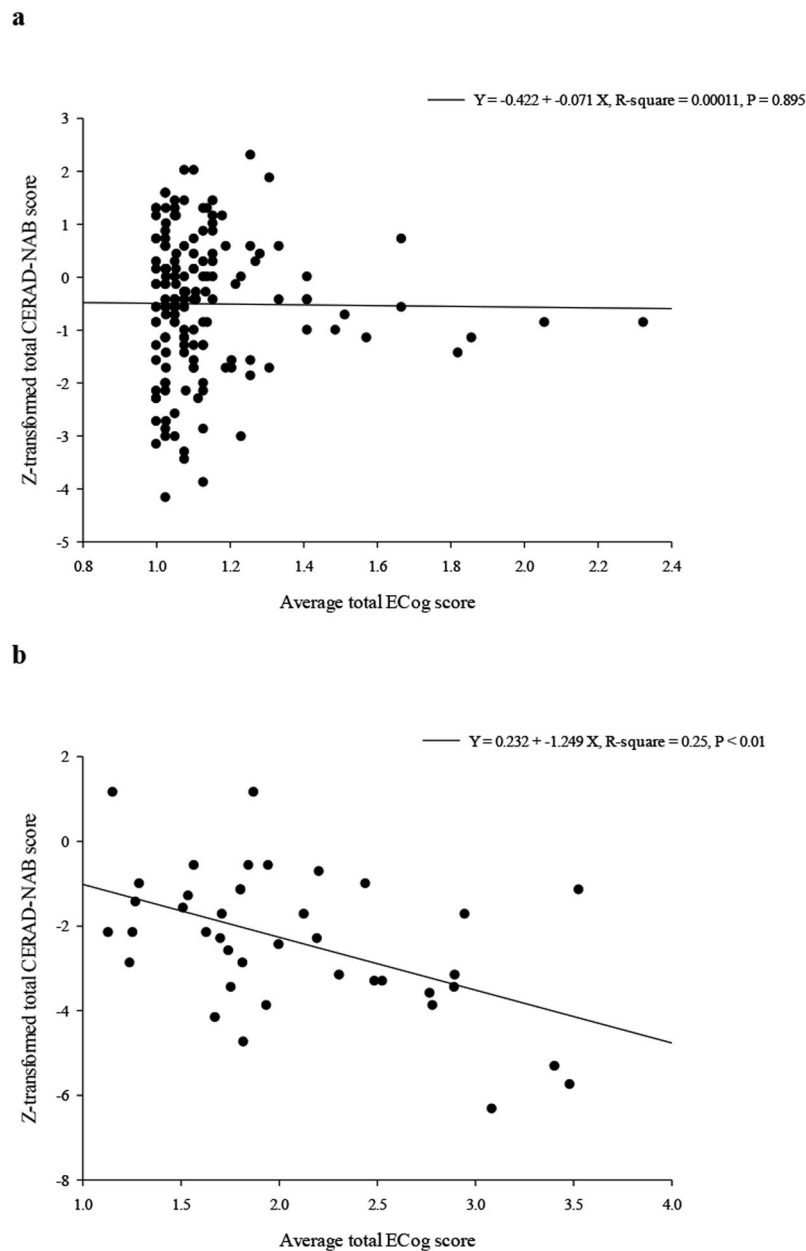 a
Y = -0.422 + -0.071 X, R-square = 0.00011, P = 0.895
3
2
1
0
-1
-2
-3
-4
-5
Z-transformed total CERAD-NAB score
0.8 1.0 1.2 1.4 1.6 1.8 2.0 2.2 2.4
Average total ECog score
b
Y = 0.232 + -1.249 X, R-square = 0.25, P < 0.01
2
0
-2
-4
-6
-8
Z-transformed total CERAD-NAB score
1.0 1.5 2.0 2.5 3.0 3.5 4.0
Average total ECog score